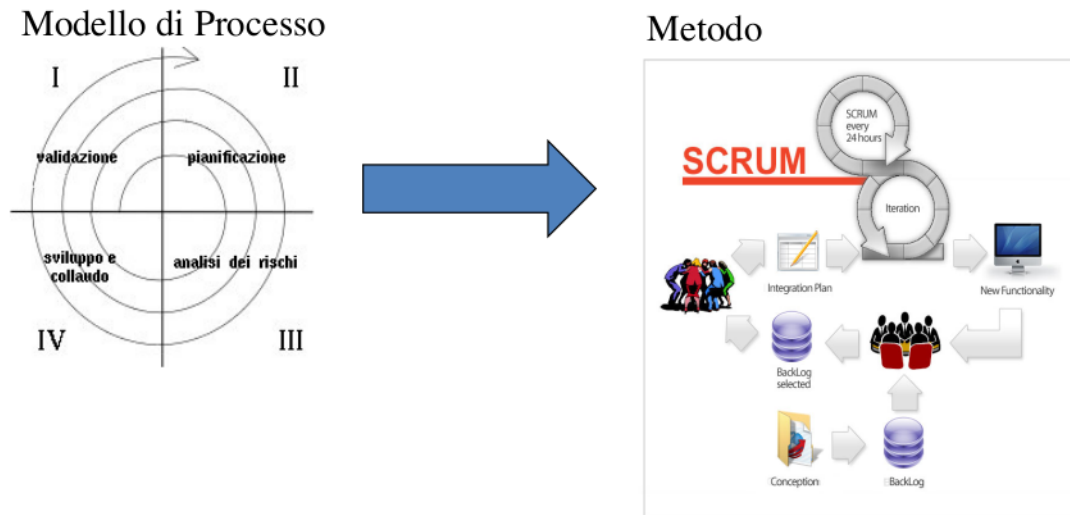 Modello di Processo
I
II
validazione
pianificazione
sviluppo e
collaudo
analisi dei rischi
IV
III
Metodo
SCRUM
every
24 hours
SCRUM
Iteration
Integration Plan
New Functionality
BackLog
selected
Conception
BackLog